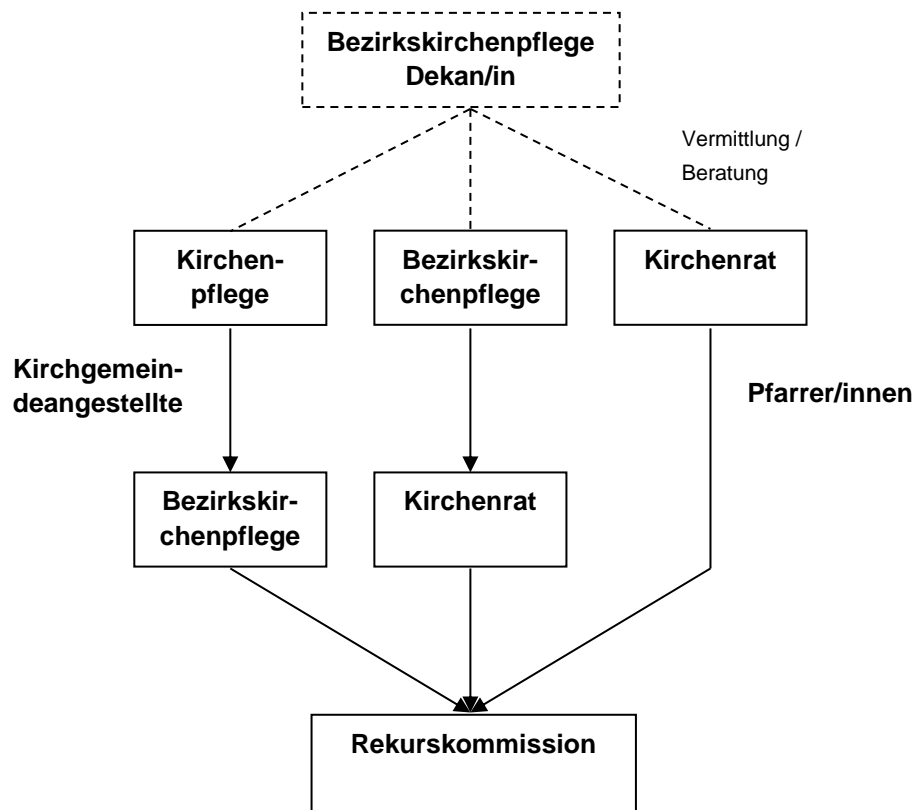 Bezirkskirchenpflege
Dekan/in
Vermittlung /
Beratung
Kirchen-
pflege
Bezirkskir-
chenpflege
Kirchenrat
Kirchgemein-
deangestellte
Pfarrer/innen
Bezirkskir-
chenpflege
Kirchenrat
Rekurskommission